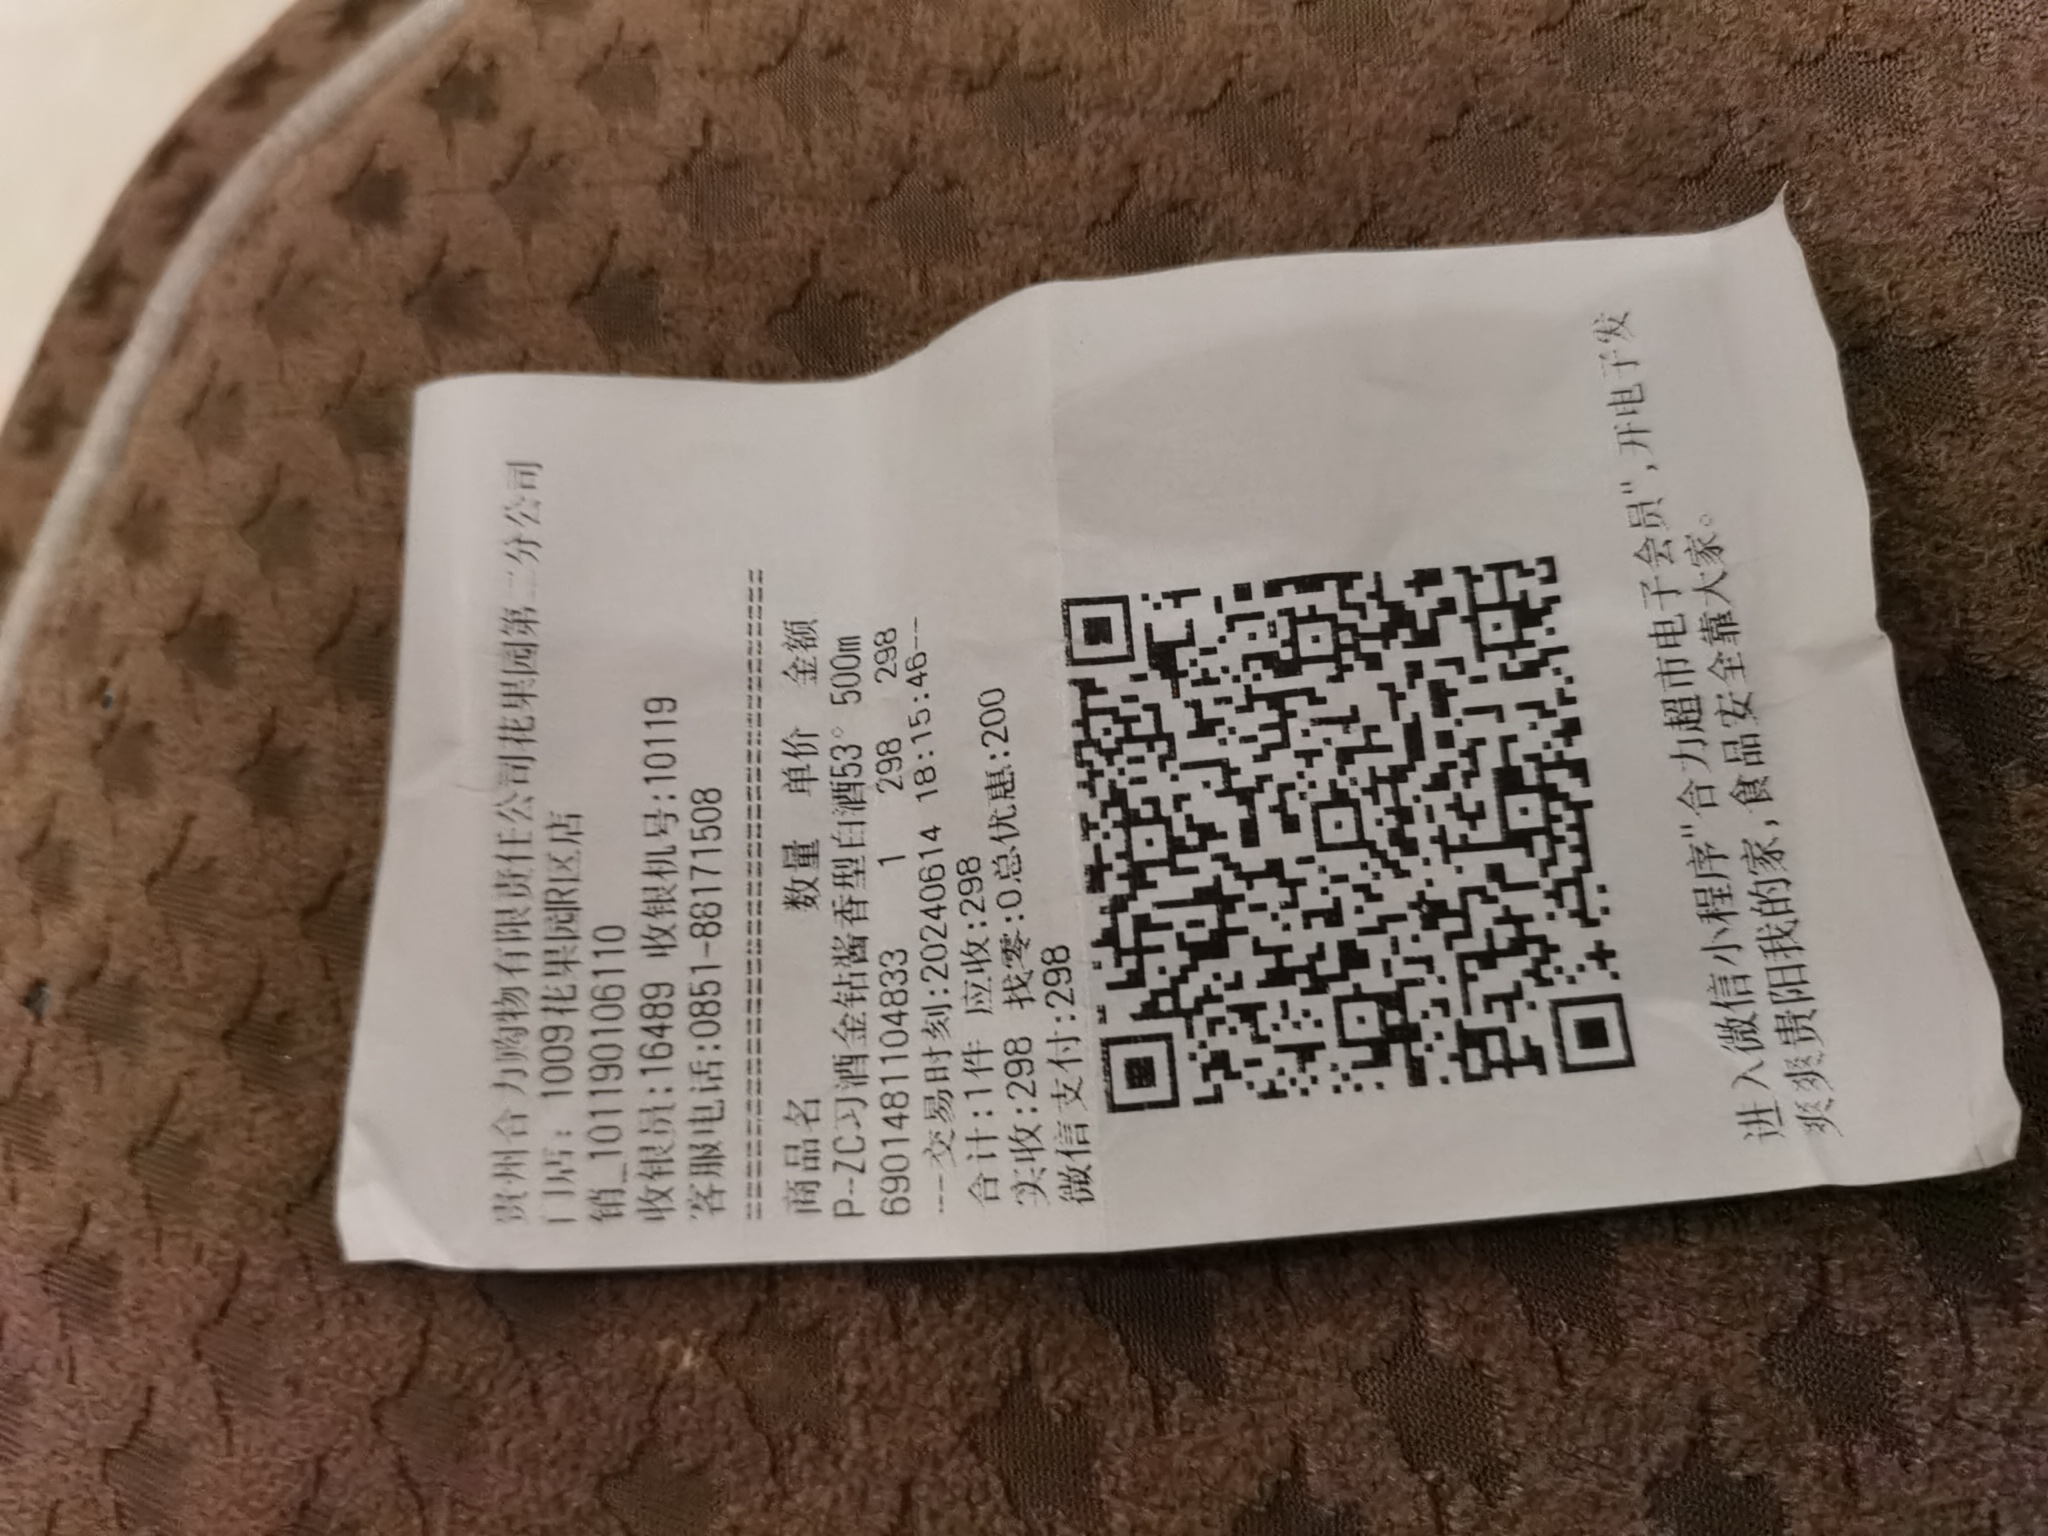 贵州合力购物有限责任公司花果园第二分公司
门店: 1009花果园R区店
销_101190106110
收银员:16489 收银机号:10119
客服电话:0851-88171508
==========================================
商品名 数量 单价 金额
P-ZC习酒金钻酱香型白酒53° 500m
6901481104833 1 298 298
---交易时刻:20240614 18:15:46--
合计:1件 应收:298
实收:298 找零:0总优惠:200
微信支付:298
进入微信小程序"合力超市电子会员",开电子发
爽爽贵阳我的家,食品安全靠大家。